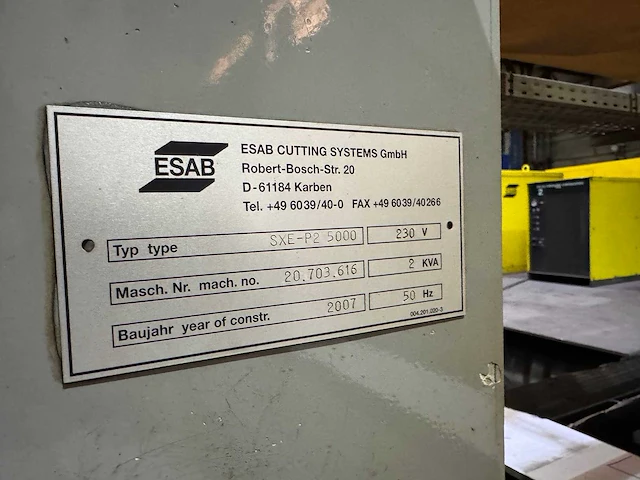 ESAB
ESAB CUTTING SYSTEMS GmbH
Robert-Bosch-Str. 20
D-61184 Karben
Tel. +49 6039/40-0 FAX +49 6039/40266
Typ type SXE-P2 5000 230 V
Masch. Nr. mach. no. 20.703.616 2 KVA
Baujahr year of constr. 2007 50 Hz
004.201.020-3